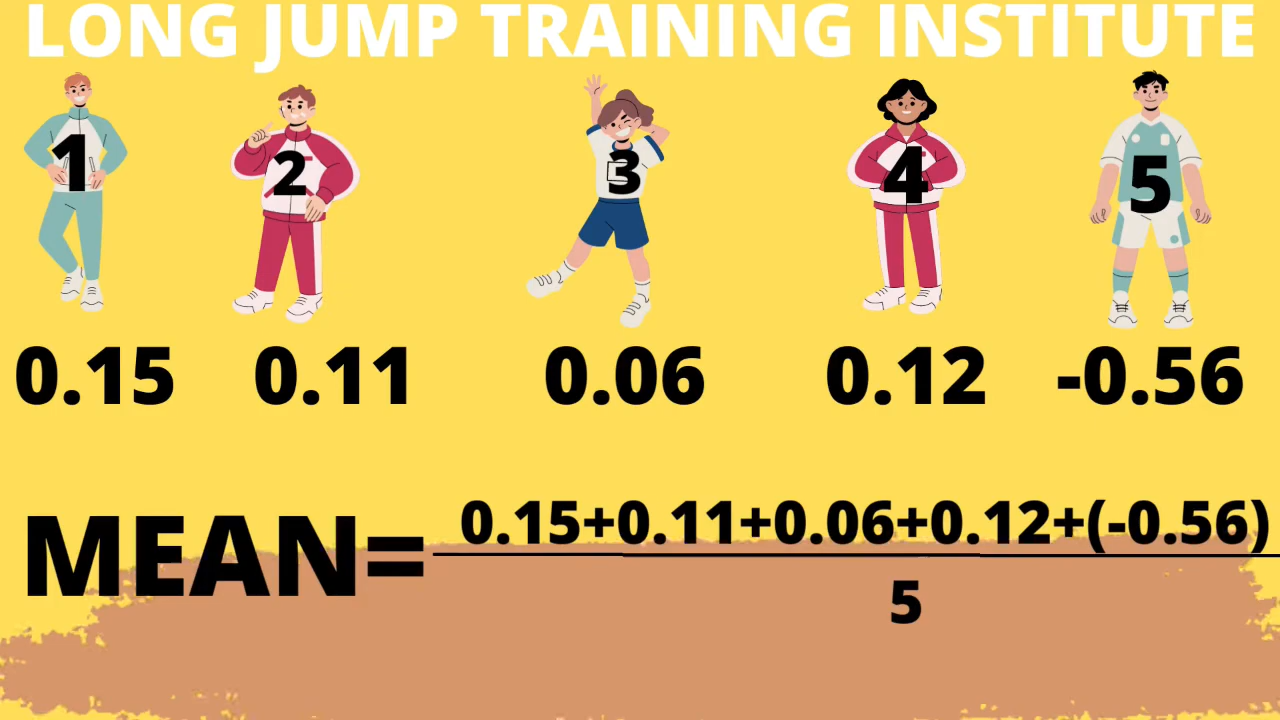 LONG JUMP TRAINING INSTITUTE
1 2 3 4 5
0.15 0.11 0.06 0.12 -0.56
0.15+0.11+0.06+0.12+(-0.56)
MEAN=
5